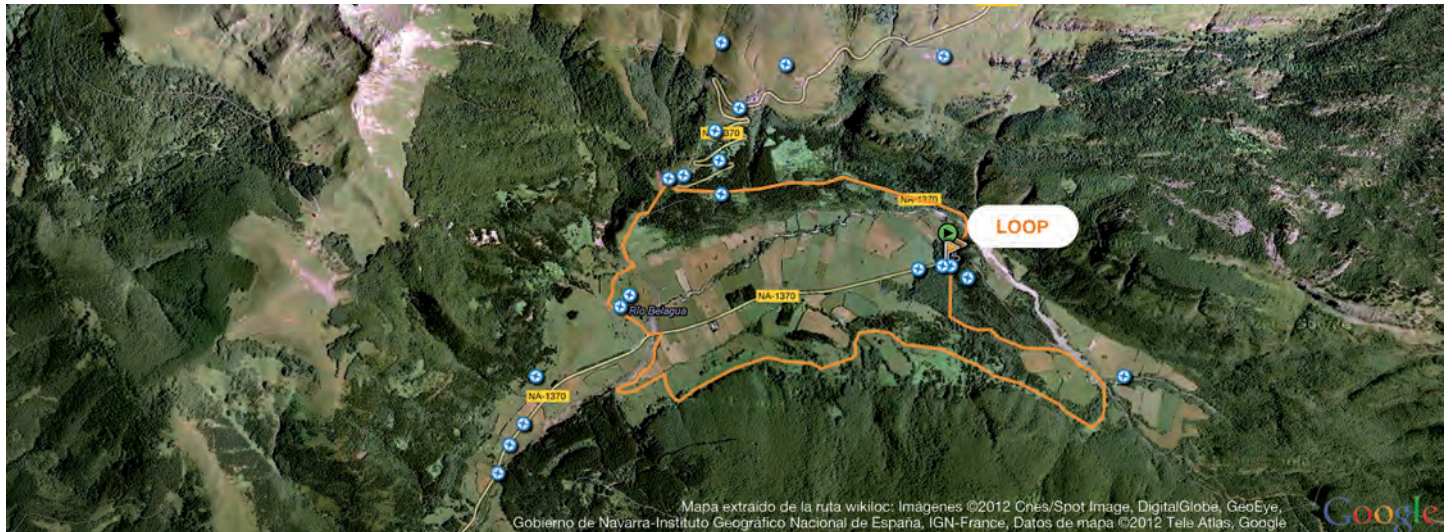 NA-1370
NA-1370
LOOP
NA-1370
Río Belagua
NA-1370
Mapa extraído de la ruta wikiloc: Imágenes ©2012 Cnes/Spot Image, DigitalGlobe, GeoEye,
Gobierno de Navarra-Instituto Geográfico Nacional de España, IGN-France, Datos de mapa ©2012 Tele Atlas, Google
Google